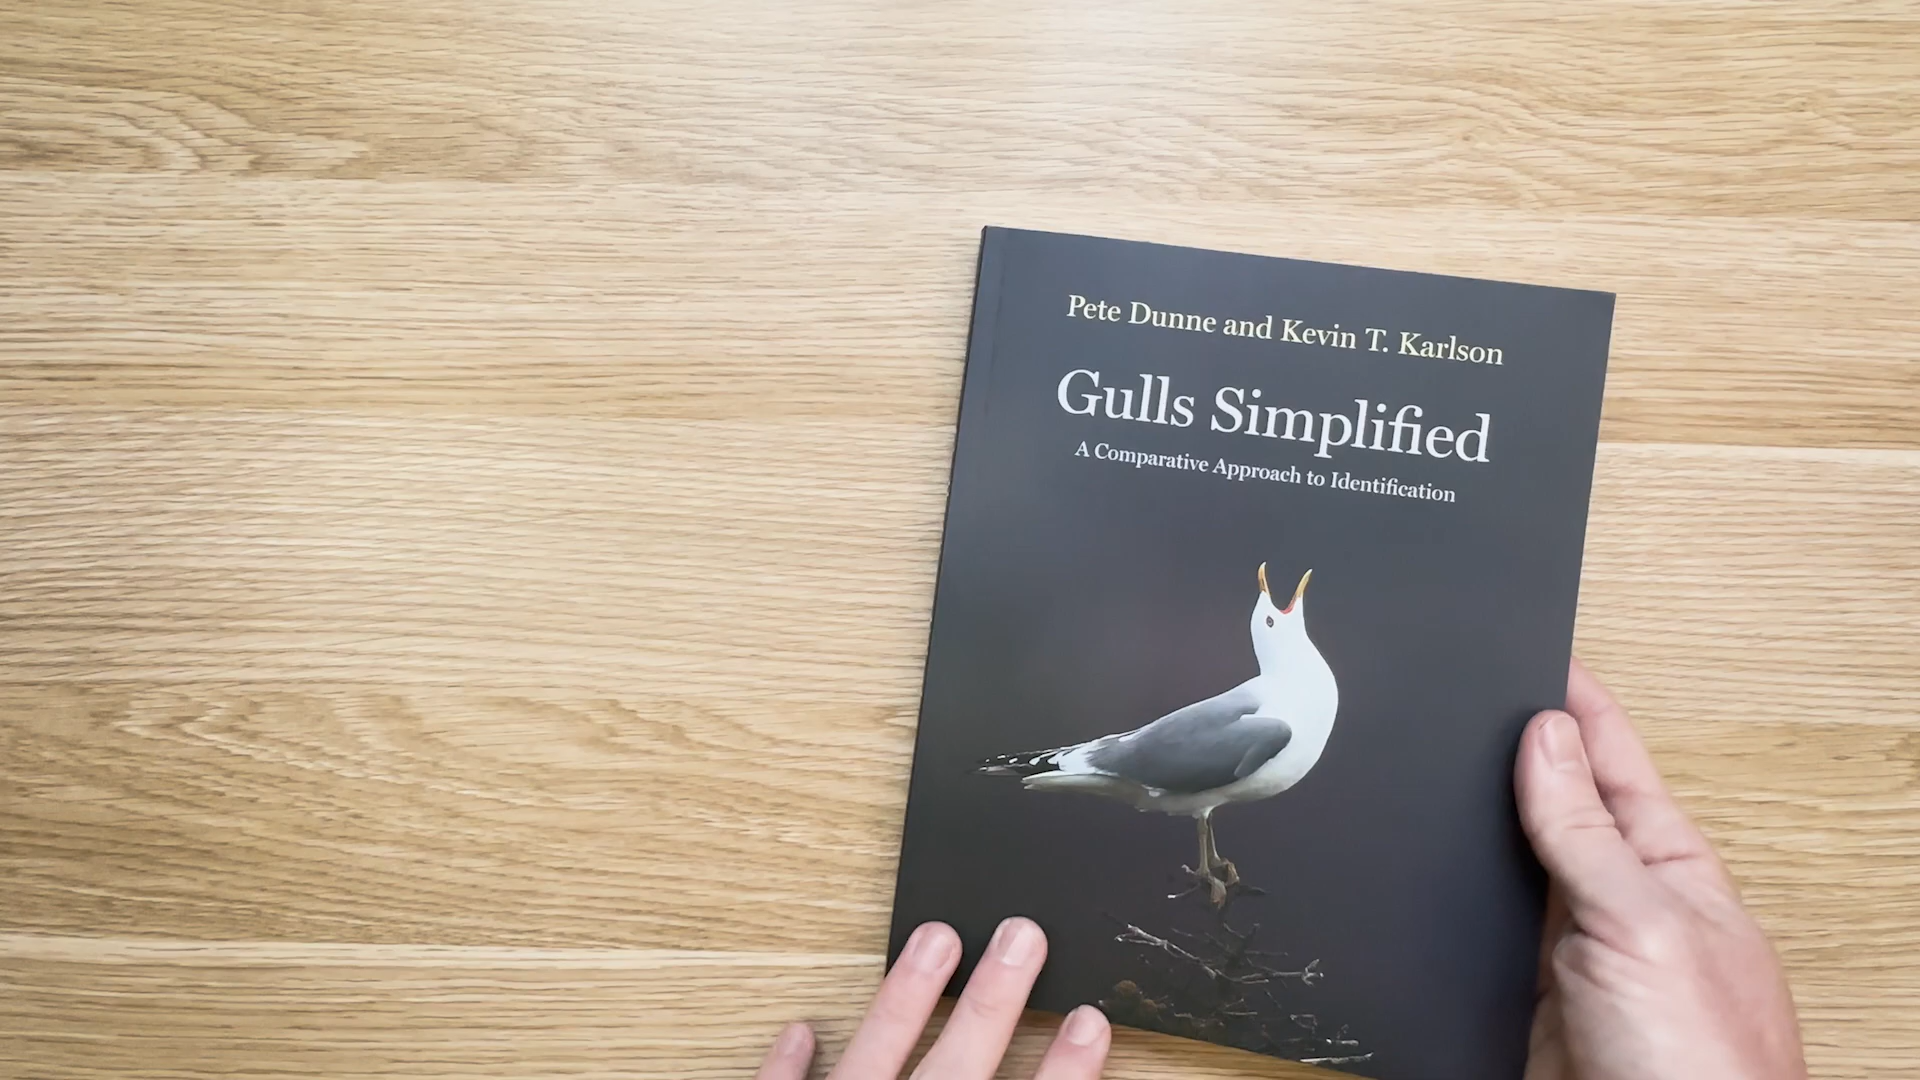 Pete Dunne and Kevin T. Karlson
Gulls Simplified
A Comparative Approach to Identification